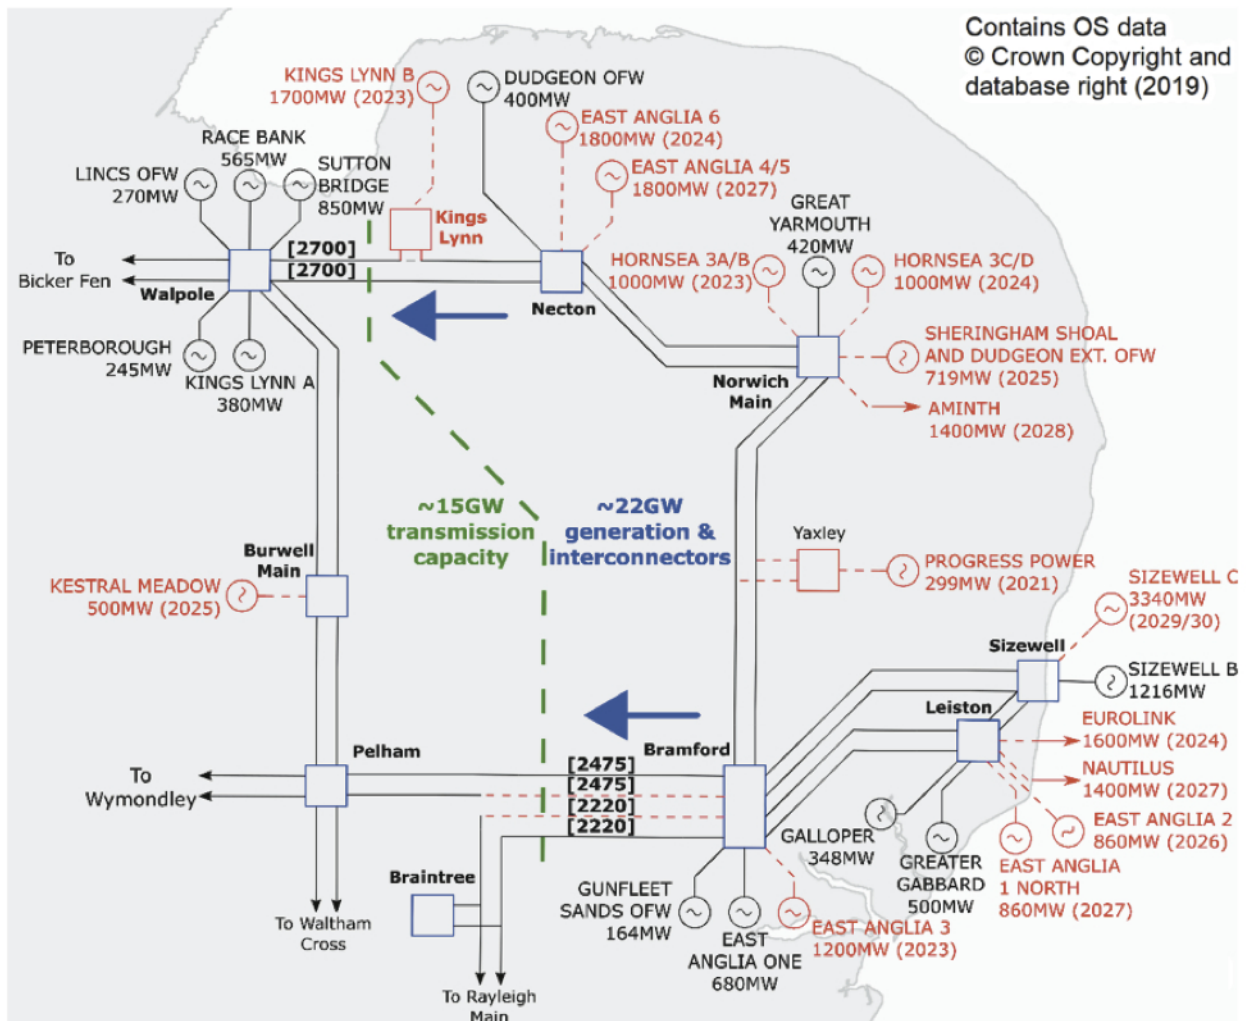 Contains OS data
© Crown Copyright and
database right (2019)
KINGS LYNN B
1700MW (2023)
DUDGEON OFW
400MW
EAST ANGLIA 6
1800MW (2024)
RACE BANK
565MW
LINCS OFW
270MW
SUTTON
BRIDGE
850MW
EAST ANGLIA 4/5
1800MW (2027)
Kings
Lynn
GREAT
YARMOUTH
420MW
[2700]
[2700]
To
Bicker Fen
Walpole
HORNSEA 3A/B
1000MW (2023)
HORNSEA 3C/D
1000MW (2024)
Necton
PETERBOROUGH
245MW
KINGS LYNN A
380MW
SHERINGHAM SHOAL
AND DUDGEON EXT. OFW
719MW (2025)
Norwich
Main
AMINTH
1400MW (2028)
~15GW
transmission
capacity
~22GW
generation &
interconnectors
Yaxley
Burwell
Main
KESTRAL MEADOW
500MW (2025)
PROGRESS POWER
299MW (2021)
SIZEWELL C
3340MW
(2029/30)
Sizewell
SIZEWELL B
1216MW
Leiston
EUROLINK
1600MW (2024)
NAUTILUS
1400MW (2027)
Pelham
Bramford
To
Wymondley
[2475]
[2475]
[2220]
[2220]
EAST ANGLIA 2
860MW (2026)
GALLOPER
348MW
GREATER
GABBARD
500MW
EAST ANGLIA
1 NORTH
860MW (2027)
Braintree
GUNFLEET
SANDS OFW
164MW
EAST
ANGLIA ONE
680MW
EAST ANGLIA 3
1200MW (2023)
To Waltham
Cross
To Rayleigh
Main